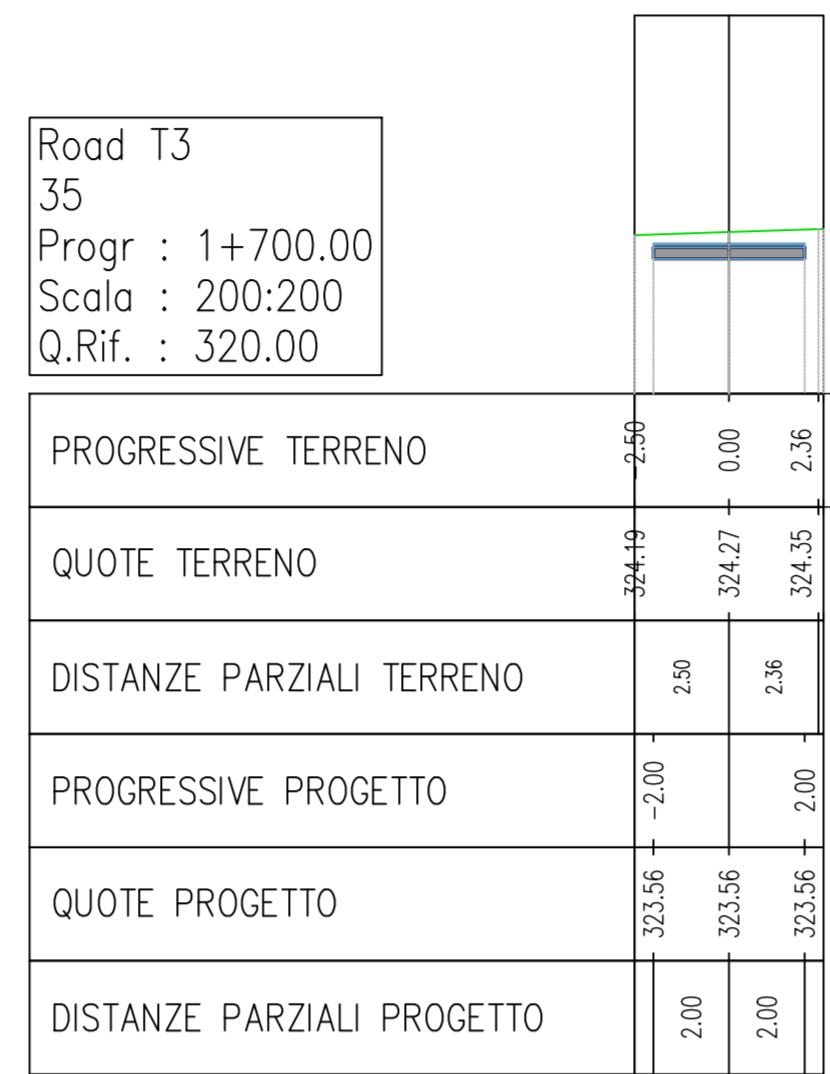 Road T3
35
Progr : 1+700.00
Scala : 200:200
Q.Rif. : 320.00
PROGRESSIVE TERRENO -2.50 0.00 2.36
QUOTE TERRENO 324.19 324.27 324.35
DISTANZE PARZIALI TERRENO 2.50 2.36
PROGRESSIVE PROGETTO -2.00 2.00
QUOTE PROGETTO 323.56 323.56 323.56
DISTANZE PARZIALI PROGETTO 2.00 2.00